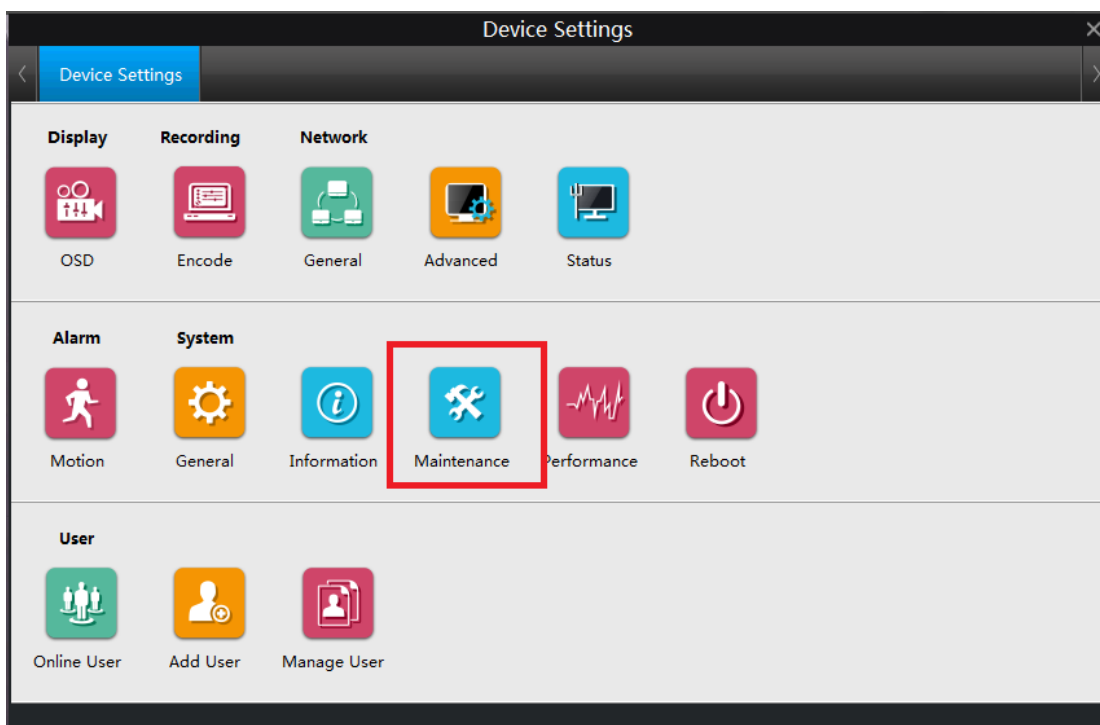 Device Settings
Device Settings
Display Recording Network
OSD Encode General Advanced Status
Alarm System
Motion General Information Maintenance Performance Reboot
User
Online User Add User Manage User